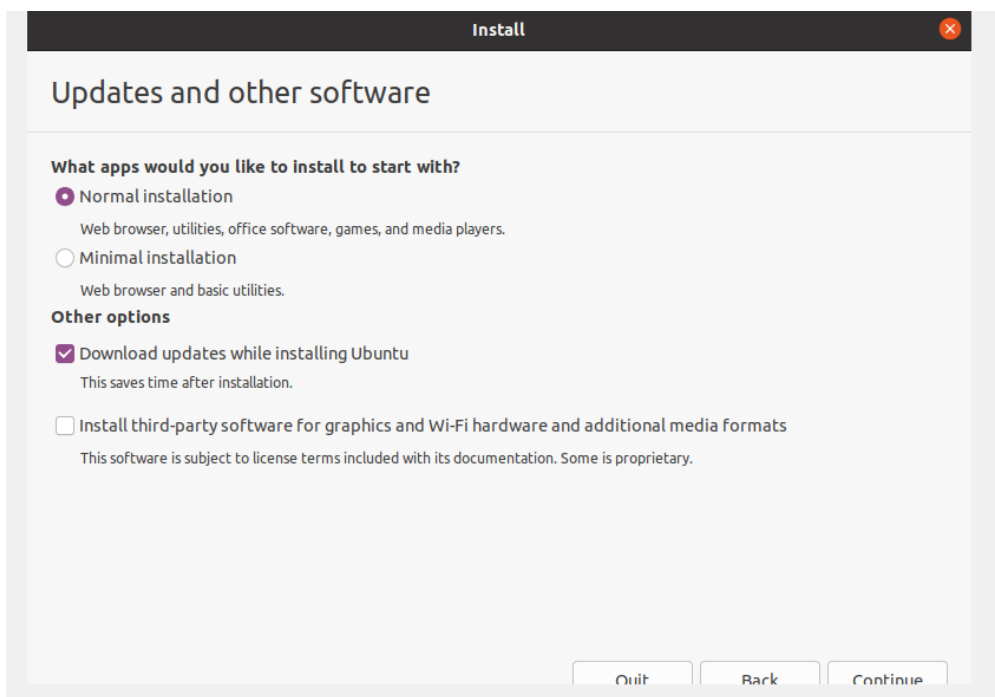 Install
Updates and other software
What apps would you like to install to start with?
Normal installation
Web browser, utilities, office software, games, and media players.
Minimal installation
Web browser and basic utilities.
Other options
Download updates while installing Ubuntu
This saves time after installation.
Install third-party software for graphics and Wi-Fi hardware and additional media formats
This software is subject to license terms included with its documentation. Some is proprietary.
Quit Back Continue